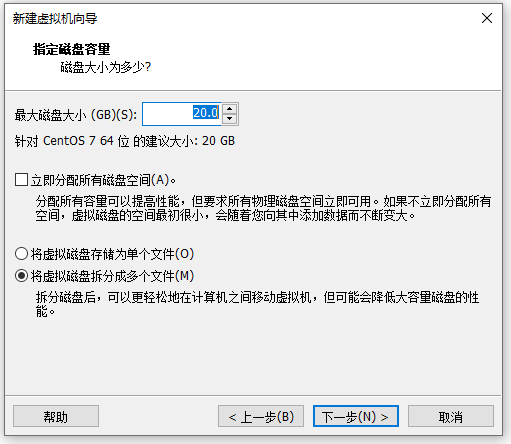 新建虚拟机向导
指定磁盘容量
磁盘大小为多少?
最大磁盘大小 (GB)(S): 20.0
针对 CentOS 7 64 位 的建议大小: 20 GB
立即分配所有磁盘空间(A)。
分配所有容量可以提高性能，但要求所有物理磁盘空间立即可用。如果不立即分配所有
空间，虚拟磁盘的空间最初很小，会随着您向其中添加数据而不断变大。
将虚拟磁盘存储为单个文件(O)
将虚拟磁盘拆分成多个文件(M)
拆分磁盘后，可以更轻松地在计算机之间移动虚拟机，但可能会降低大容量磁盘的性
能。
帮助 < 上一步(B) 下一步(N) > 取消